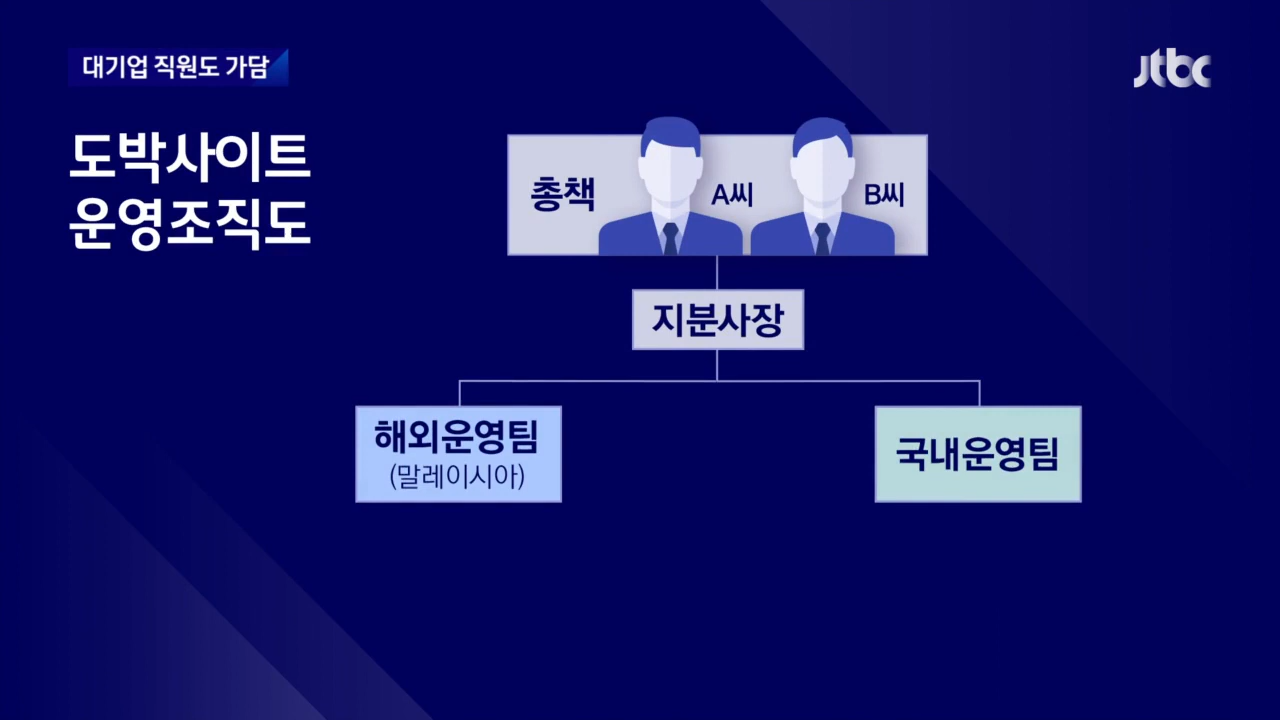 대기업 직원도 가담
jtbc
도박사이트
운영조직도
총책
A씨
B씨
지분사장
해외운영팀
(말레이시아)
국내운영팀